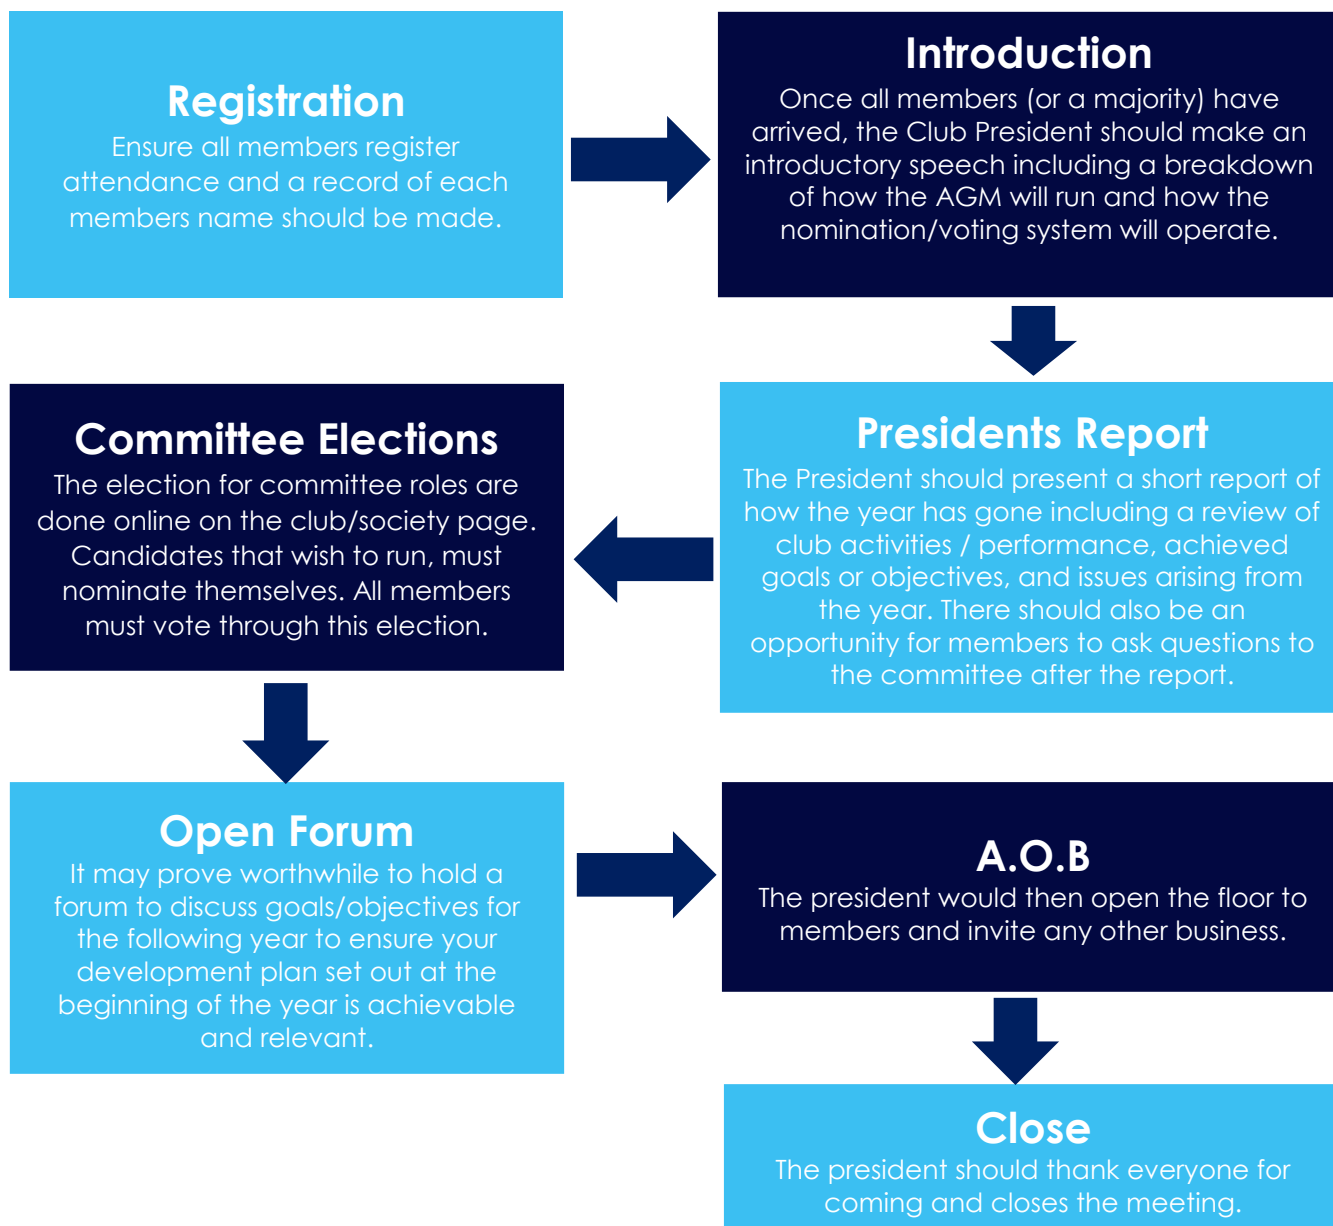 Registration
Ensure all members register
attendance and a record of each
members name should be made.
Introduction
Once all members (or a majority) have
arrived, the Club President should make an
introductory speech including a breakdown
of how the AGM will run and how the
nomination/voting system will operate.
Presidents Report
The President should present a short report of
how the year has gone including a review of
club activities / performance, achieved
goals or objectives, and issues arising from
the year. There should also be an
opportunity for members to ask questions to
the committee after the report.
Committee Elections
The election for committee roles are
done online on the club/society page.
Candidates that wish to run, must
nominate themselves. All members
must vote through this election.
Open Forum
It may prove worthwhile to hold a
forum to discuss goals/objectives for
the following year to ensure your
development plan set out at the
beginning of the year is achievable
and relevant.
A.O.B
The president would then open the floor to
members and invite any other business.
Close
The president should thank everyone for
coming and closes the meeting.